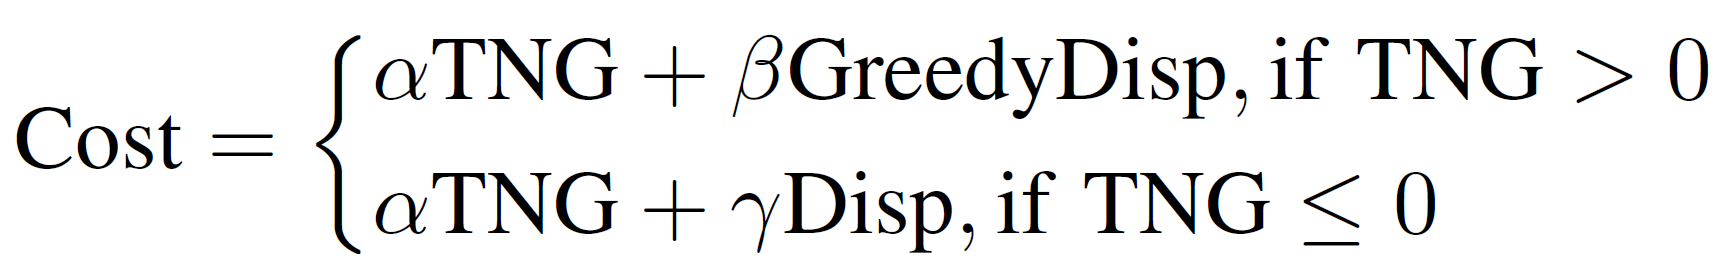 αTNG + βGreedyDisp, if TNG > 0
Cost =
αTNG + γDisp, if TNG ≤ 0